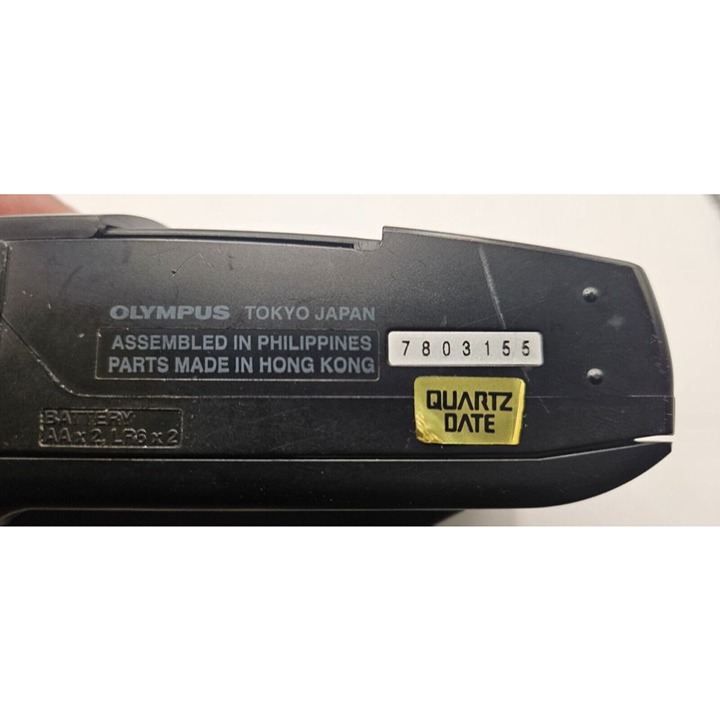 OLYMPUS TOKYO JAPAN
ASSEMBLED IN PHILIPPINES
PARTS MADE IN HONG KONG
7803155
QUARTZ
DATE
BATTERY
AA x 2, LR6 x 2